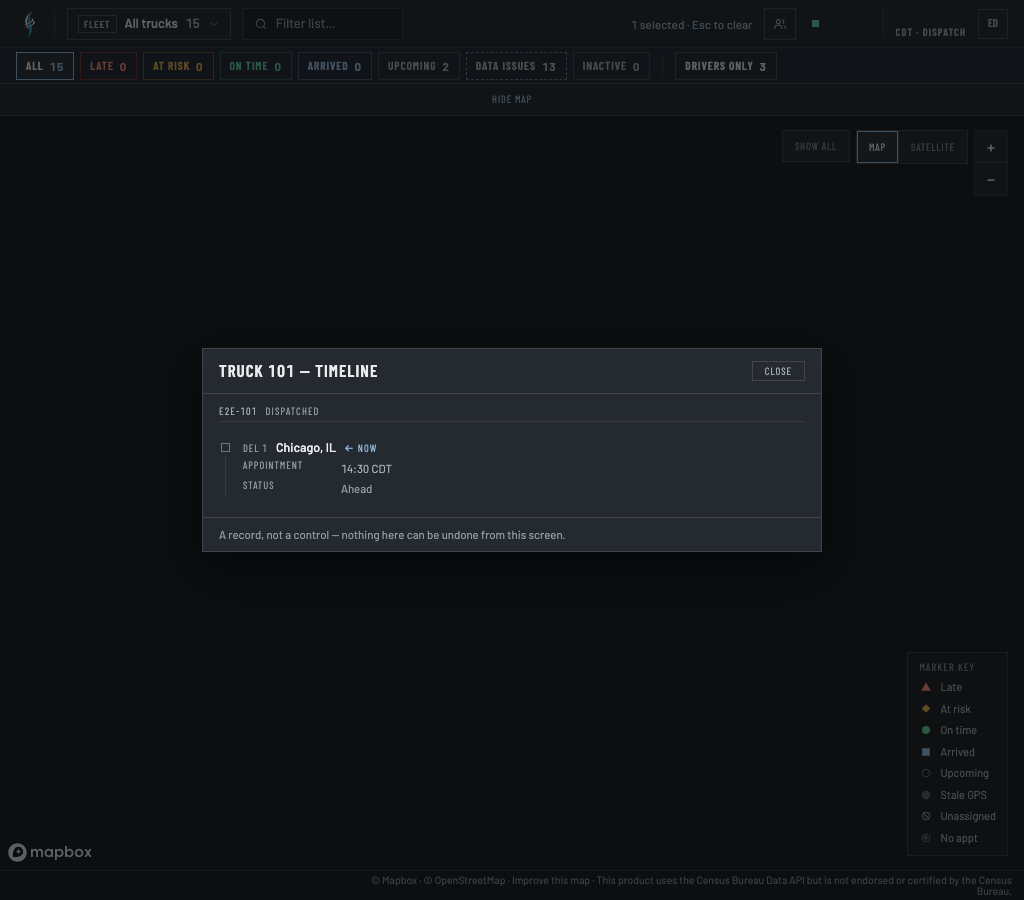 FLEET All trucks 15
Filter list...
1 selected · Esc to clear
CDT · DISPATCH
ED
ALL 15
LATE 0
AT RISK 0
ON TIME 0
ARRIVED 0
UPCOMING 2
DATA ISSUES 13
INACTIVE 0
DRIVERS ONLY 3
HIDE MAP
SHOW ALL
MAP
SATELLITE
+
−
TRUCK 101 — TIMELINE
CLOSE
E2E-101 DISPATCHED
DEL 1 Chicago, IL ← NOW
APPOINTMENT 14:30 CDT
STATUS Ahead
A record, not a control — nothing here can be undone from this screen.
MARKER KEY
Late
At risk
On time
Arrived
Upcoming
Stale GPS
Unassigned
No appt
mapbox
© Mapbox · © OpenStreetMap · Improve this map · This product uses the Census Bureau Data API but is not endorsed or certified by the Census
Bureau.